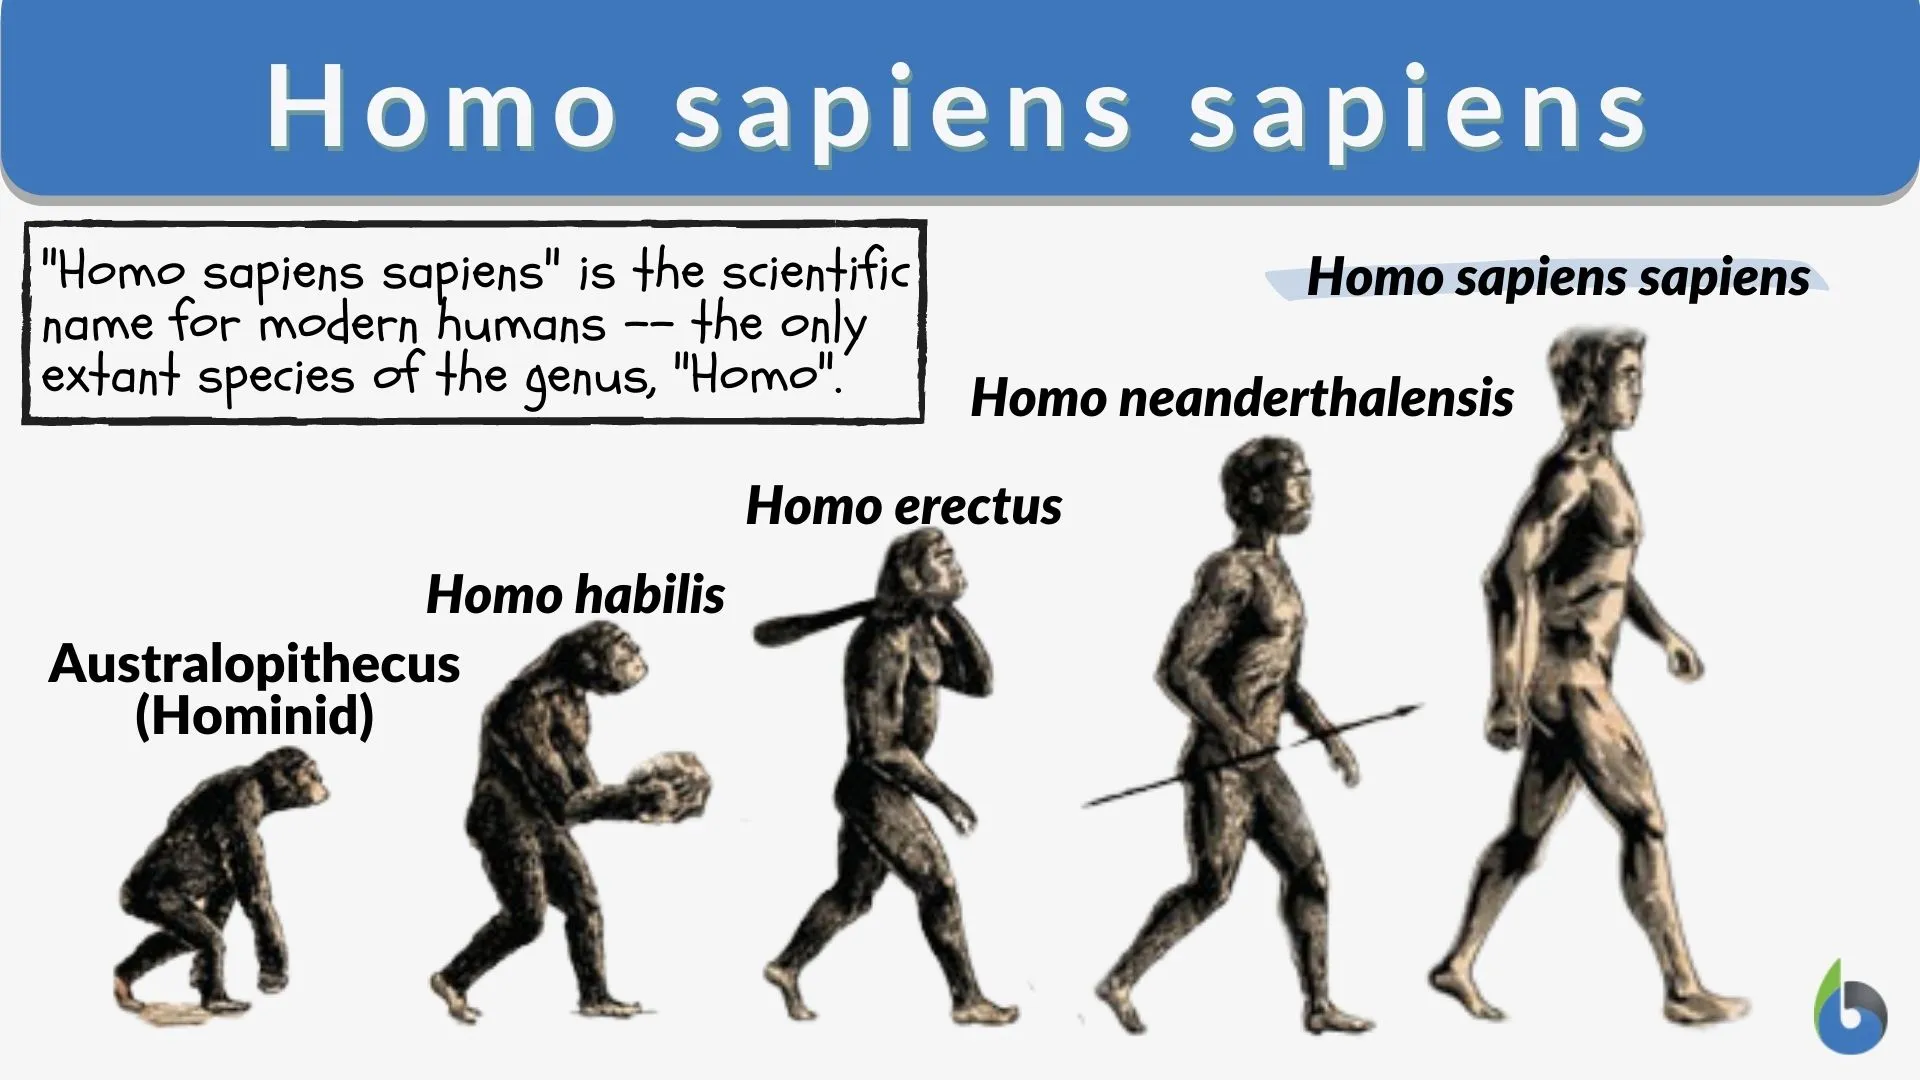 Homo sapiens sapiens
"Homo sapiens sapiens" is the scientific
name for modern humans -- the only
extant species of the genus, "Homo".
Homo sapiens sapiens
Homo neanderthalensis
Homo erectus
Homo habilis
Australopithecus
(Hominid)